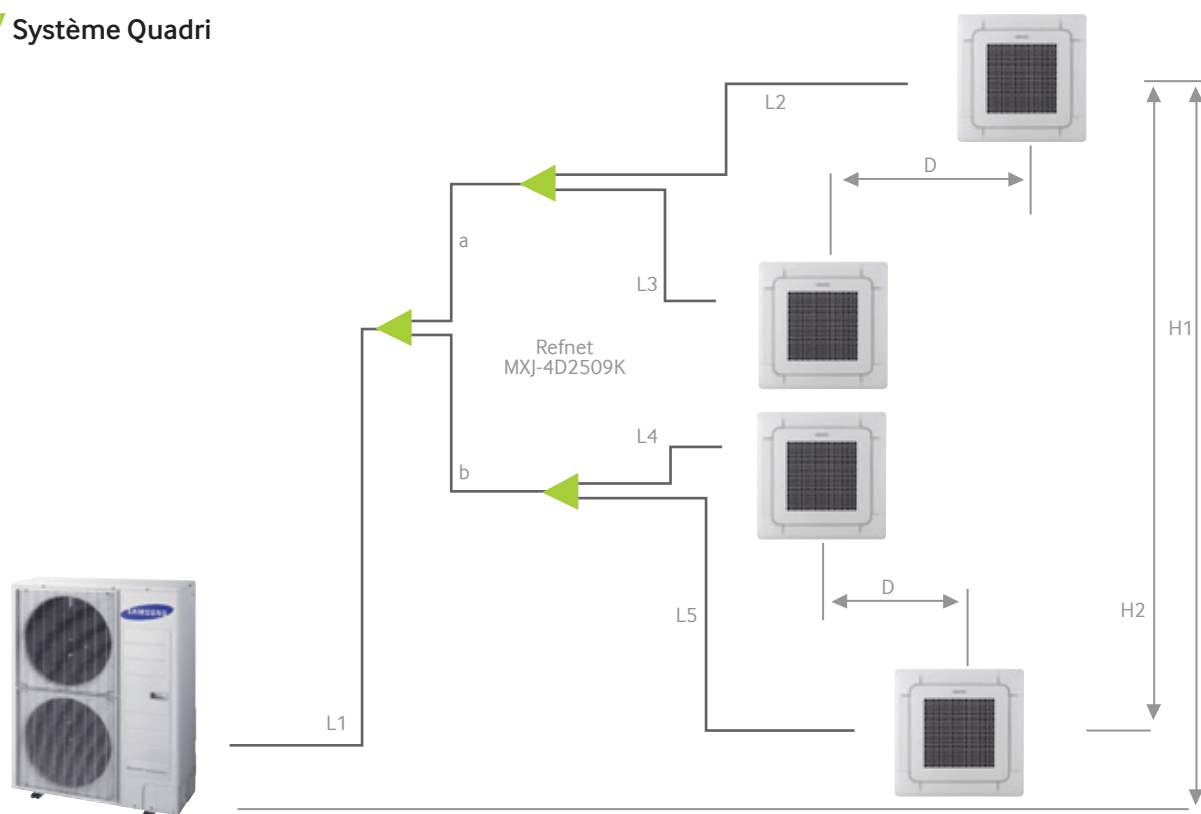 Système Quadri
L2
D
a
L3
H1
Refnet
MXJ-4D2509K
L4
b
D
L5
H2
SAMSUNG
L1